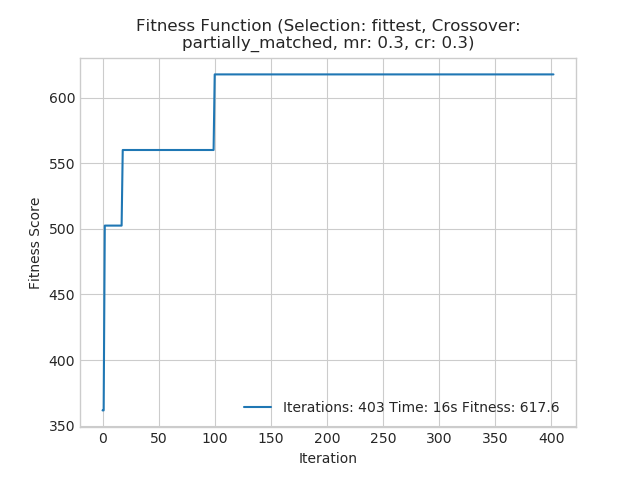 Fitness Function (Selection: fittest, Crossover:
partially_matched, mr: 0.3, cr: 0.3)
Fitness Score
600
550
500
450
400
350
Iterations: 403 Time: 16s Fitness: 617.6
0 50 100 150 200 250 300 350 400
Iteration